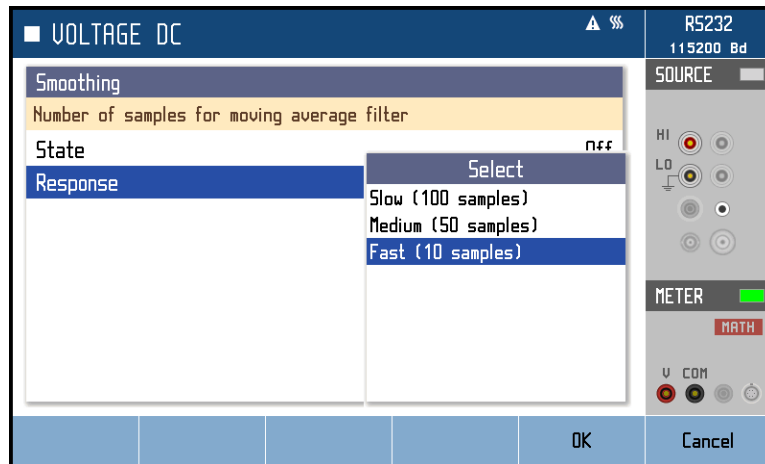 VOLTAGE DC
RS232
115200 Bd
Smoothing
Number of samples for moving average filter
State Off
Response
Select
Slow (100 samples)
Medium (50 samples)
Fast (10 samples)
SOURCE
HI
LO
METER
MATH
V COM
OK
Cancel